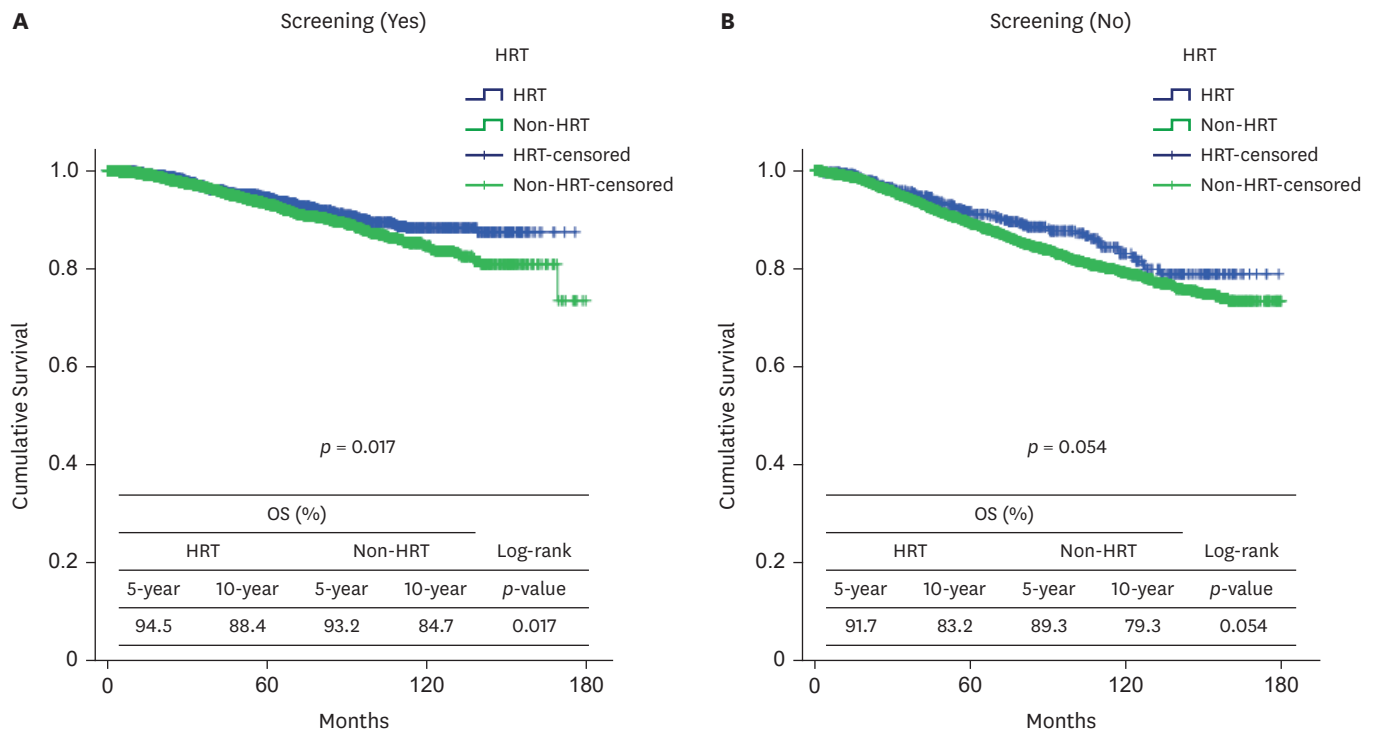 A
Screening (Yes)
HRT
HRT
Non-HRT
HRT-censored
Non-HRT-censored
Cumulative Survival
1.0
0.8
0.6
0.4
0.2
0
p = 0.017
OS (%)
HRT Non-HRT Log-rank
5-year 10-year 5-year 10-year p-value
94.5 88.4 93.2 84.7 0.017
0 60 120 180
Months
B
Screening (No)
HRT
HRT
Non-HRT
HRT-censored
Non-HRT-censored
Cumulative Survival
1.0
0.8
0.6
0.4
0.2
0
p = 0.054
OS (%)
HRT Non-HRT Log-rank
5-year 10-year 5-year 10-year p-value
91.7 83.2 89.3 79.3 0.054
0 60 120 180
Months